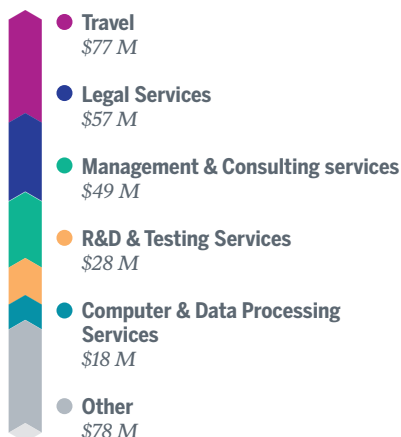 Travel
$77 M
Legal Services
$57 M
Management & Consulting services
$49 M
R&D & Testing Services
$28 M
Computer & Data Processing
Services
$18 M
Other
$78 M